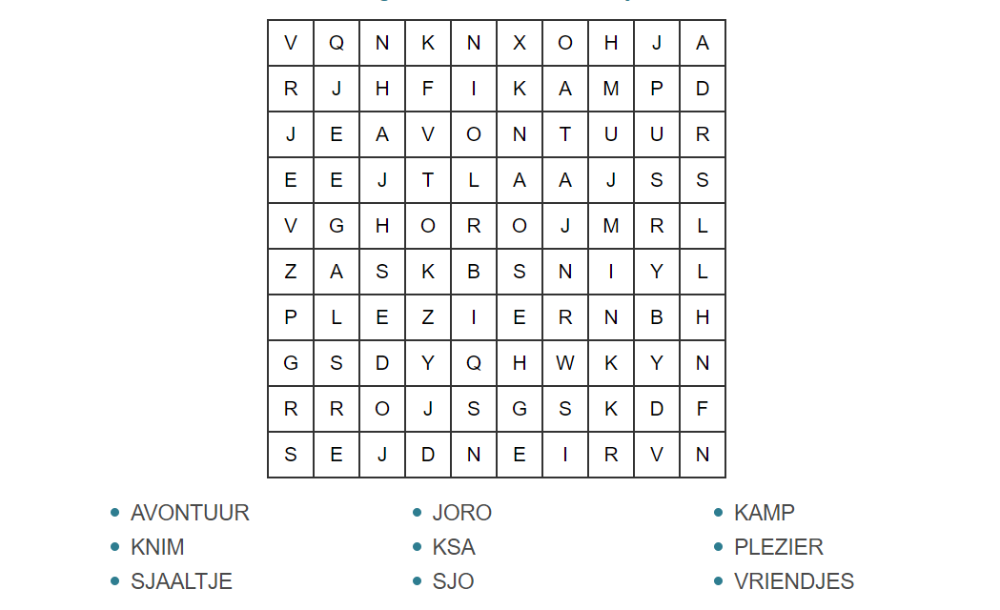 V Q N K N X O H J A
R J H F I K A M P D
J E A V O N T U U R
E E J T L A A J S S
V G H O R O J M R L
Z A S K B S N I Y L
P L E Z I E R N B H
G S D Y Q H W K Y N
R R O J S G S K D F
S E J D N E I R V N
AVONTUUR JORO KAMP
KNIM KSA PLEZIER
SJAALTJE SJO VRIENDJES